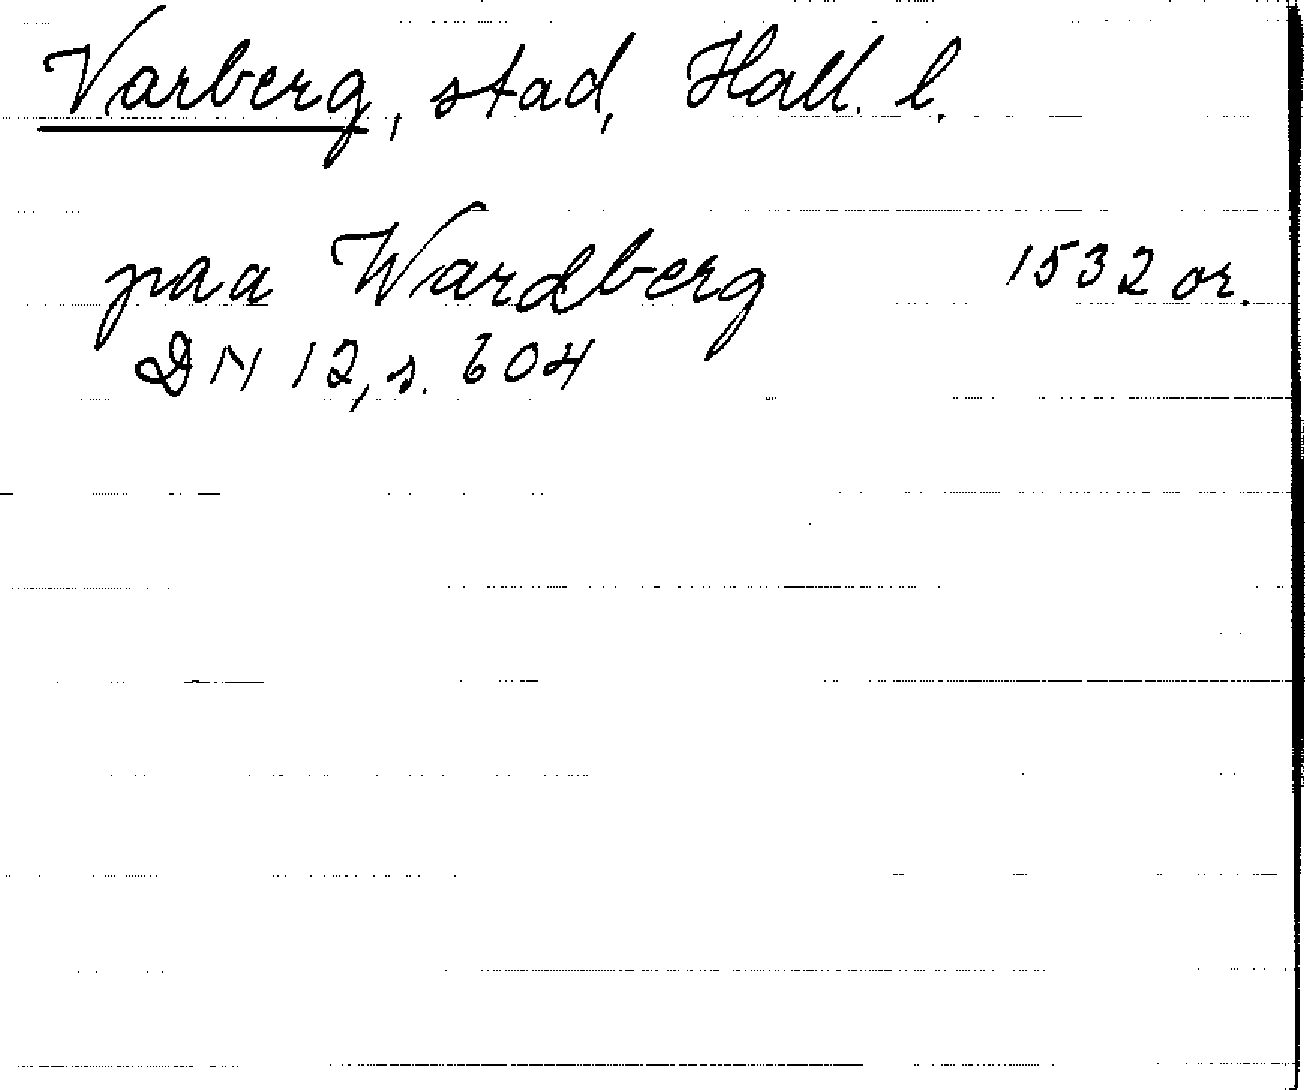 Varberg, stad, Hall. l.
paa Wardberg 1532 or.
DN 12, s. 604